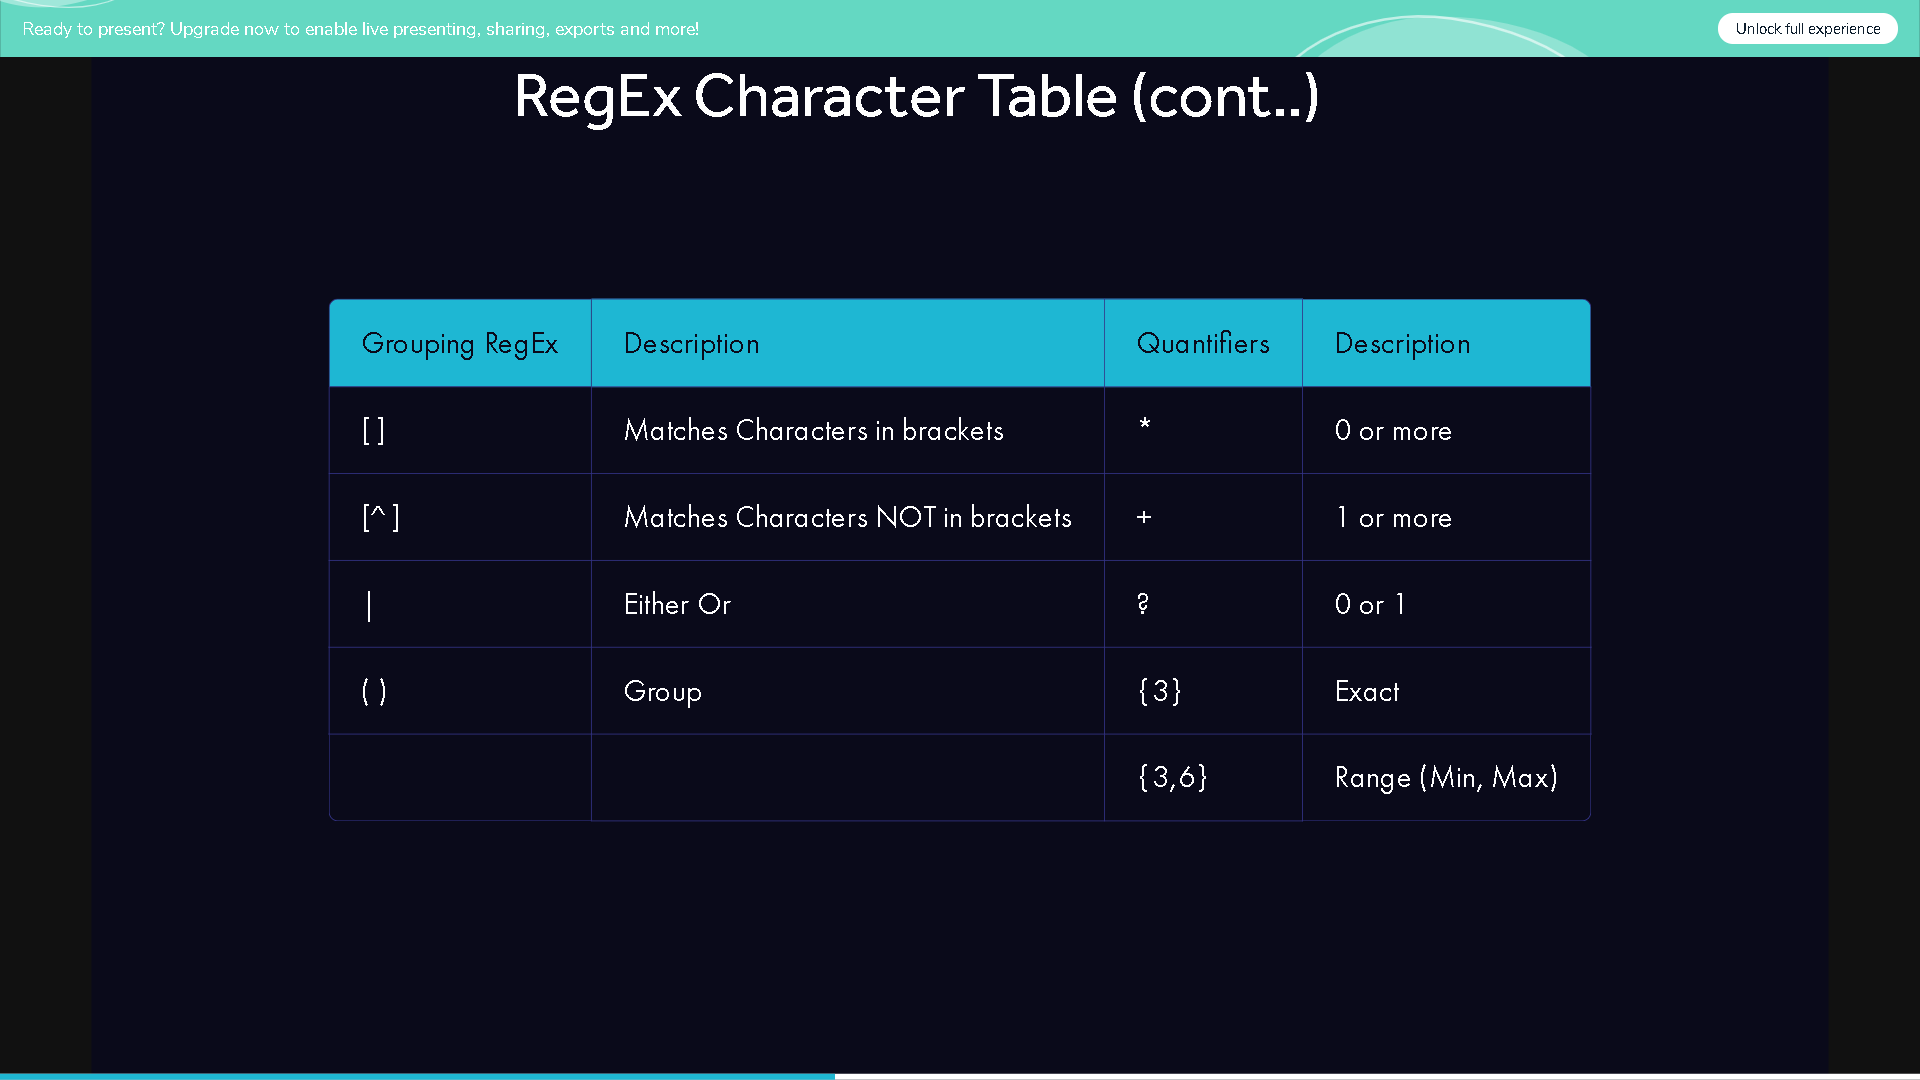 Ready to present? Upgrade now to enable live presenting, sharing, exports and more!
Unlock full experience
RegEx Character Table (cont..)
Grouping RegEx Description Quantifiers Description
[ ] Matches Characters in brackets * 0 or more
[^ ] Matches Characters NOT in brackets + 1 or more
| Either Or ? 0 or 1
( ) Group {3} Exact
{3,6} Range (Min, Max)